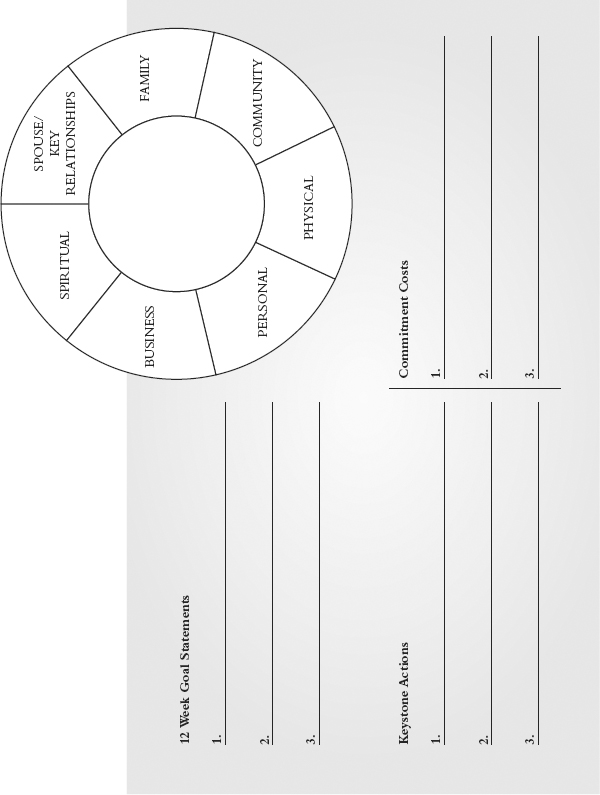 12 Week Goal Statements
1.
2.
3.
SPIRITUAL
SPOUSE/
KEY
RELATIONSHIPS
FAMILY
COMMUNITY
PHYSICAL
PERSONAL
BUSINESS
Keystone Actions
1.
2.
3.
Commitment Costs
1.
2.
3.